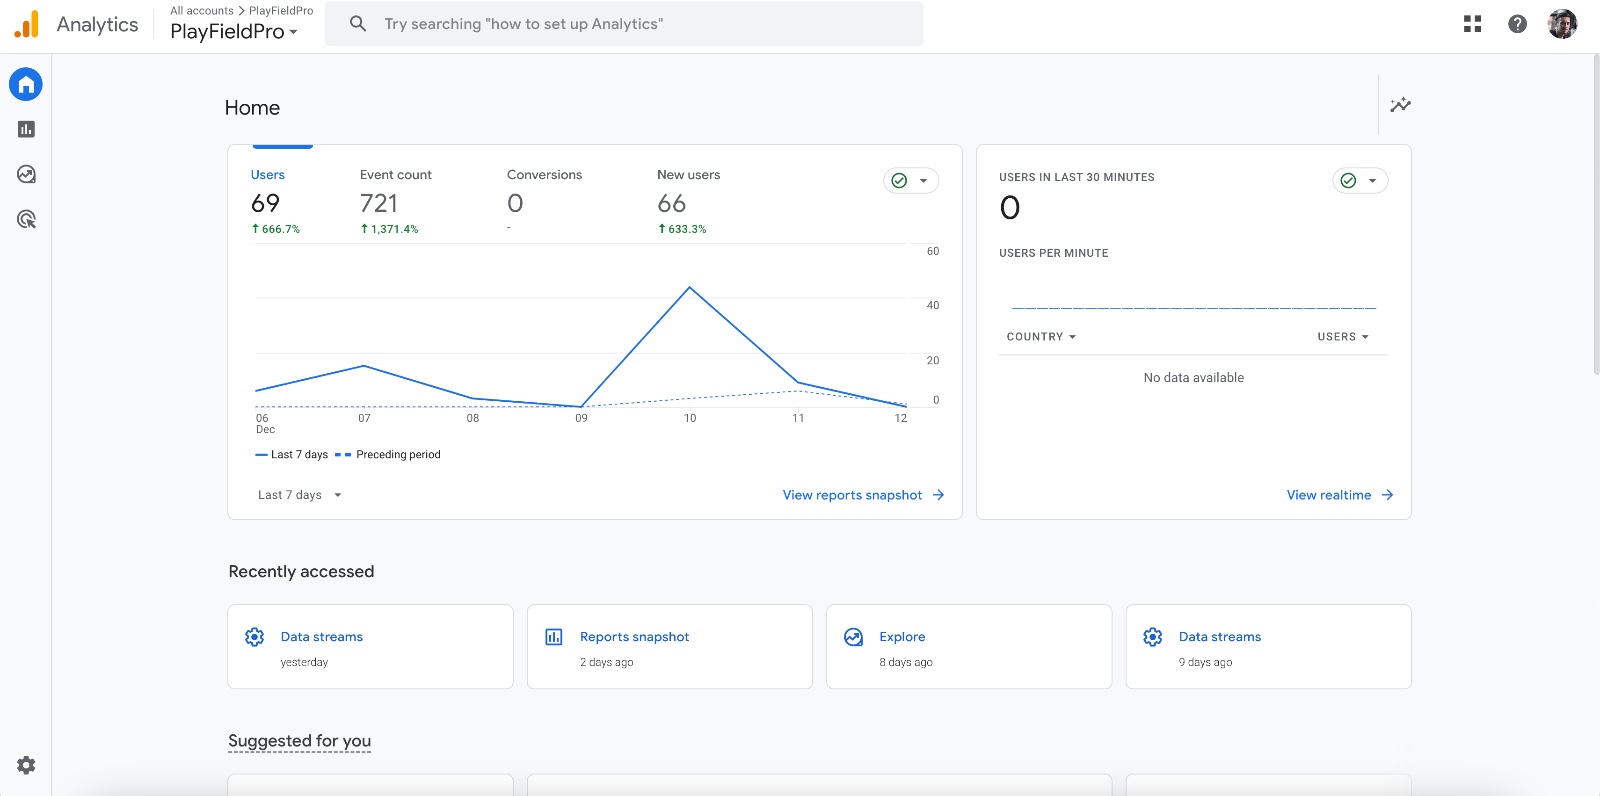 Analytics
All accounts > PlayFieldPro
PlayFieldPro
Try searching "how to set up Analytics"
Home
Users
69
↑ 666.7%
Event count
721
↑ 1,371.4%
Conversions
0
-
New users
66
↑ 633.3%
60
40
20
0
06
Dec
07
08
09
10
11
12
Last 7 days
Preceding period
Last 7 days
View reports snapshot →
USERS IN LAST 30 MINUTES
0
USERS PER MINUTE
COUNTRY
USERS
No data available
View realtime →
Recently accessed
Data streams
yesterday
Reports snapshot
2 days ago
Explore
8 days ago
Data streams
9 days ago
Suggested for you